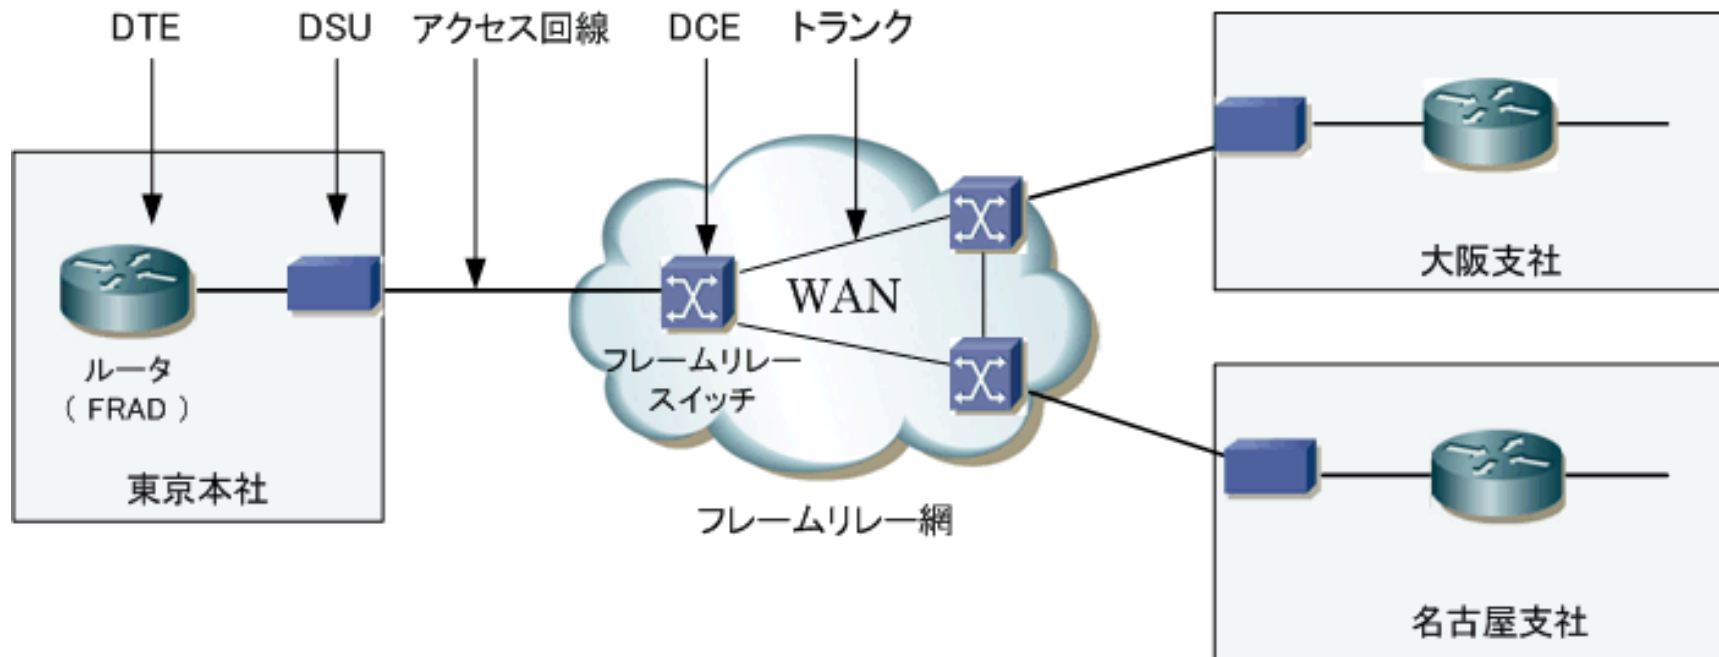 DTE
DSU
アクセス回線
DCE
トランク
大阪支社
WAN
ルータ
( FRAD )
フレームリレー
スイッチ
東京本社
フレームリレー網
名古屋支社